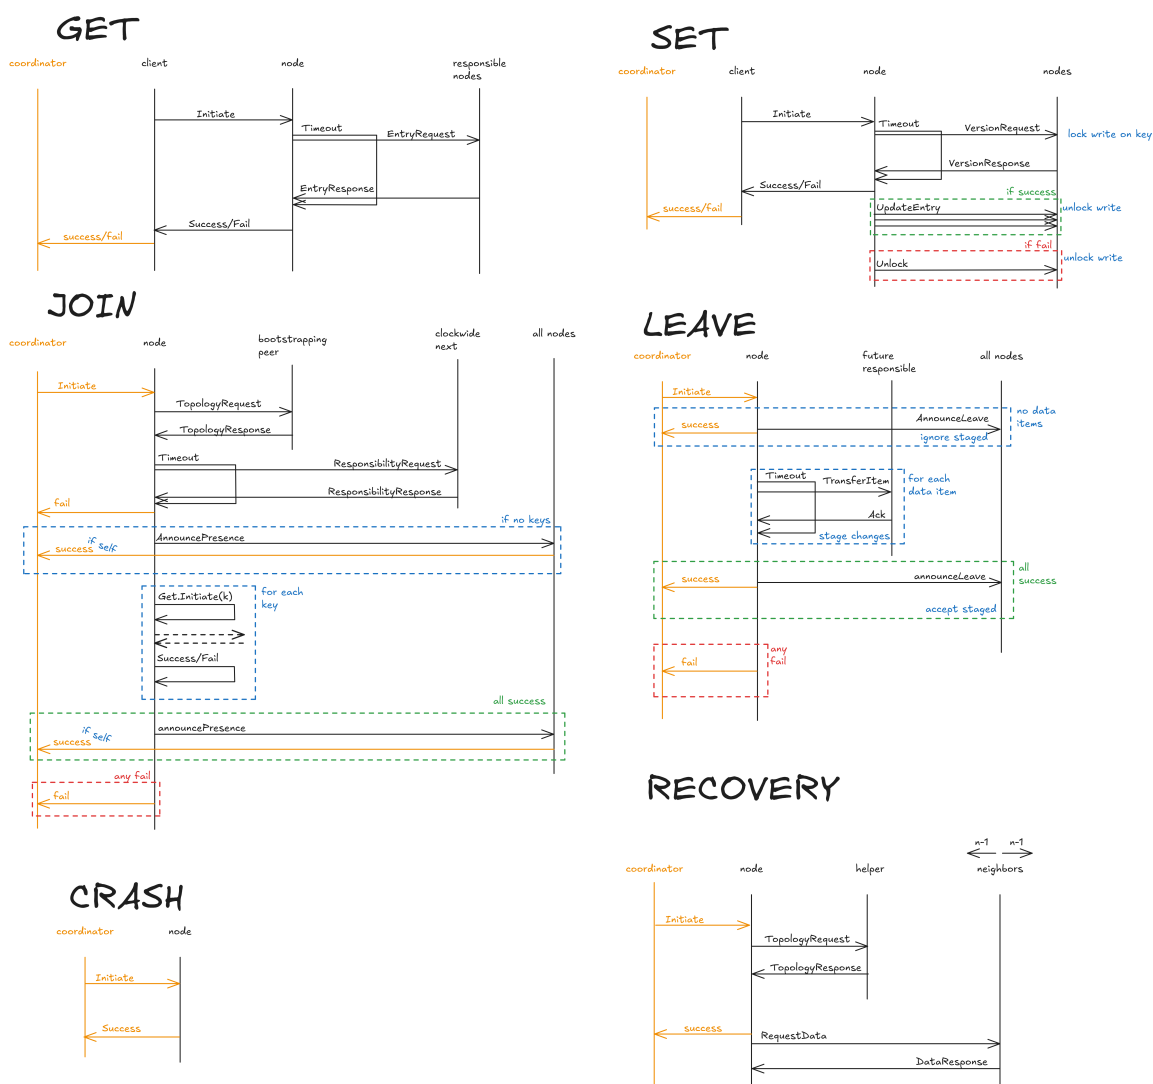 GET
coordinator
client
node
responsible
nodes
Initiate
Timeout
EntryRequest
EntryResponse
Success/Fail
success/fail
SET
coordinator
client
node
nodes
Initiate
Timeout
VersionRequest
lock write on key
VersionResponse
Success/Fail
if success
success/fail
UpdateEntry
unlock write
if fail
unlock write
Unlock
JOIN
coordinator
node
bootstrapping
peer
clockwide
next
all nodes
Initiate
TopologyRequest
TopologyResponse
Timeout
ResponsibilityRequest
ResponsibilityResponse
fail
if no keys
AnnouncePresence
if self
success
Get.Initiate(k)
for each
key
Success/Fail
all success
announcePresence
if self
success
any fail
fail
LEAVE
coordinator
node
future
responsible
all nodes
Initiate
no data
items
AnnounceLeave
success
ignore staged
Timeout
TransferItem
for each
data item
Ack
stage changes
all
success
announceLeave
success
accept staged
any
fail
fail
CRASH
coordinator
node
Initiate
Success
RECOVERY
n-1 n-1
coordinator
node
helper
neighbors
Initiate
TopologyRequest
TopologyResponse
success
RequestData
DataResponse